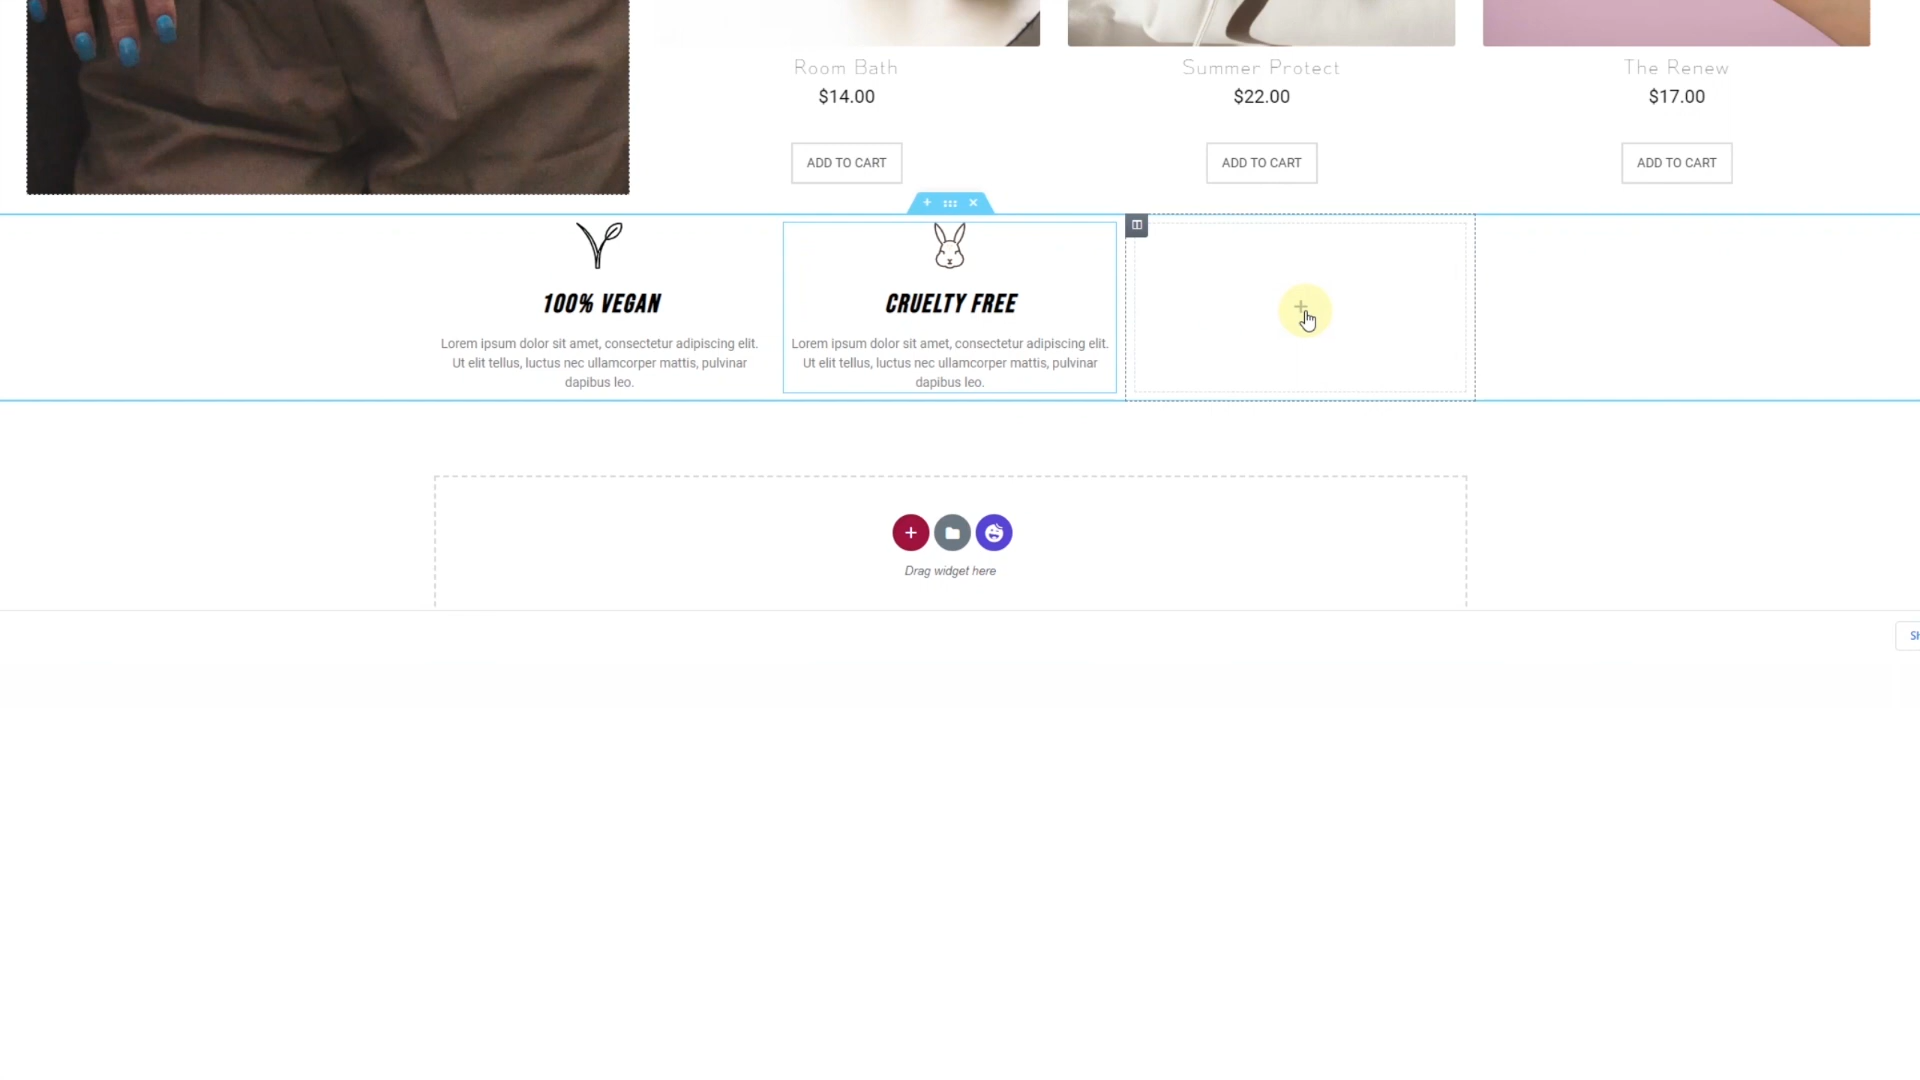 Room Bath
$14.00
ADD TO CART
Summer Protect
$22.00
ADD TO CART
The Renew
$17.00
ADD TO CART
100% VEGAN
Lorem ipsum dolor sit amet, consectetur adipiscing elit.
Ut elit tellus, luctus nec ullamcorper mattis, pulvinar
dapibus leo.
CRUELTY FREE
Lorem ipsum dolor sit amet, consectetur adipiscing elit.
Ut elit tellus, luctus nec ullamcorper mattis, pulvinar
dapibus leo.
Drag widget here